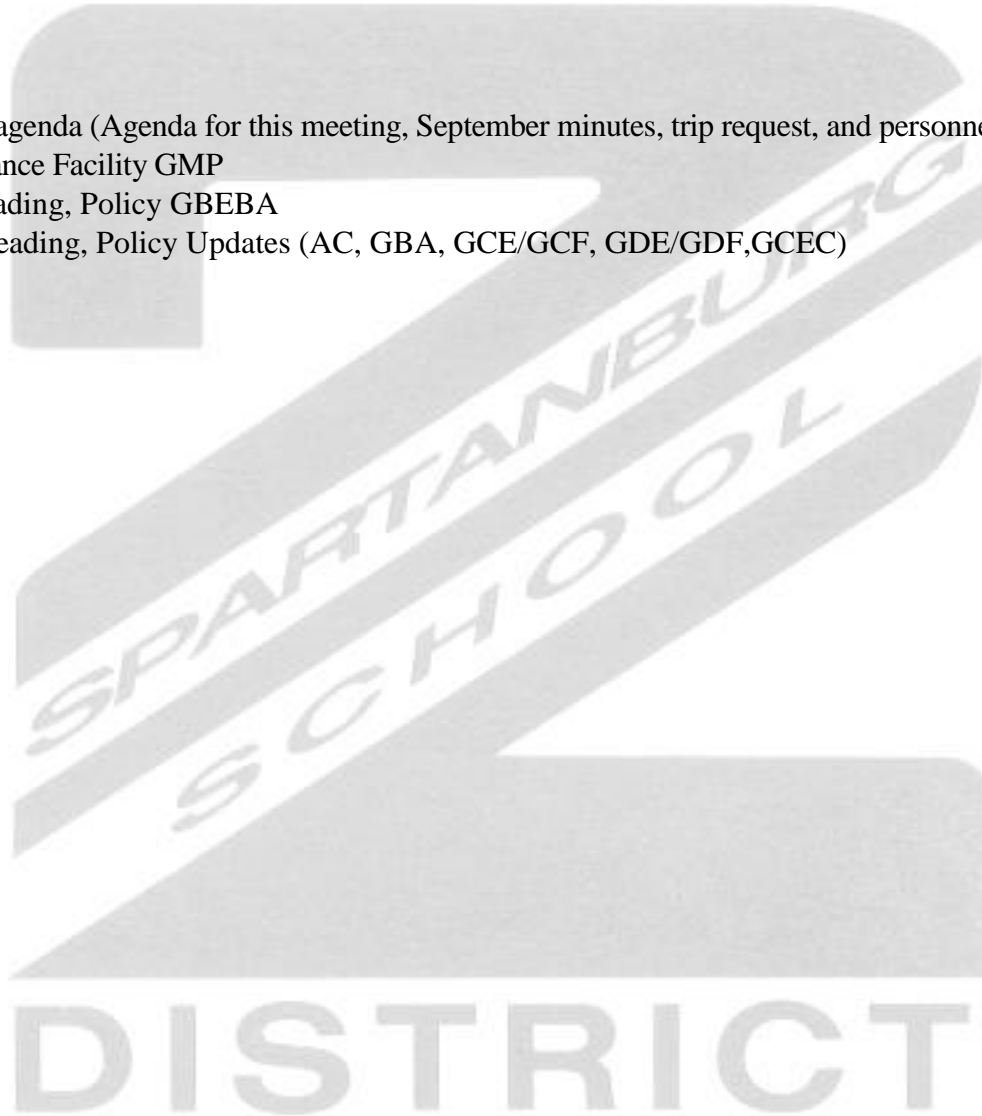 agenda (Agenda for this meeting, September minutes, trip request, and personne
ance Facility GMP
ading, Policy GBEBA
eading, Policy Updates (AC, GBA, GCE/GCF, GDE/GDF,GCEC)
SPARTANBURG
SCHOOL
DISTRICT